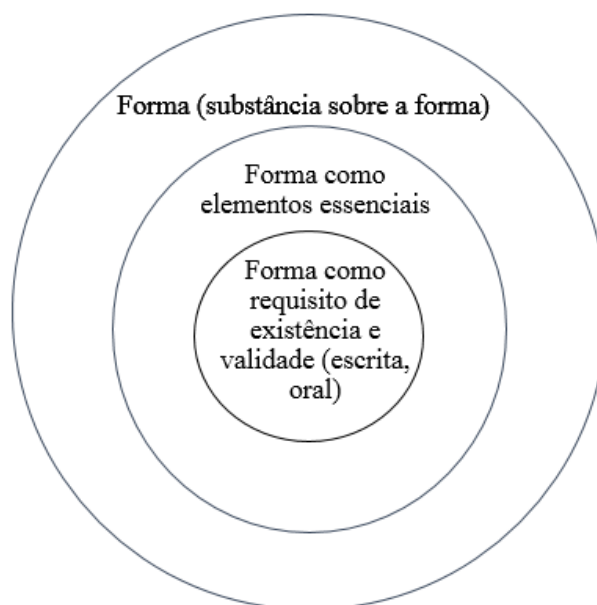 Forma (substância sobre a forma)
Forma como
elementos essenciais
Forma como
requisito de
existência e
validade (escrita,
oral)